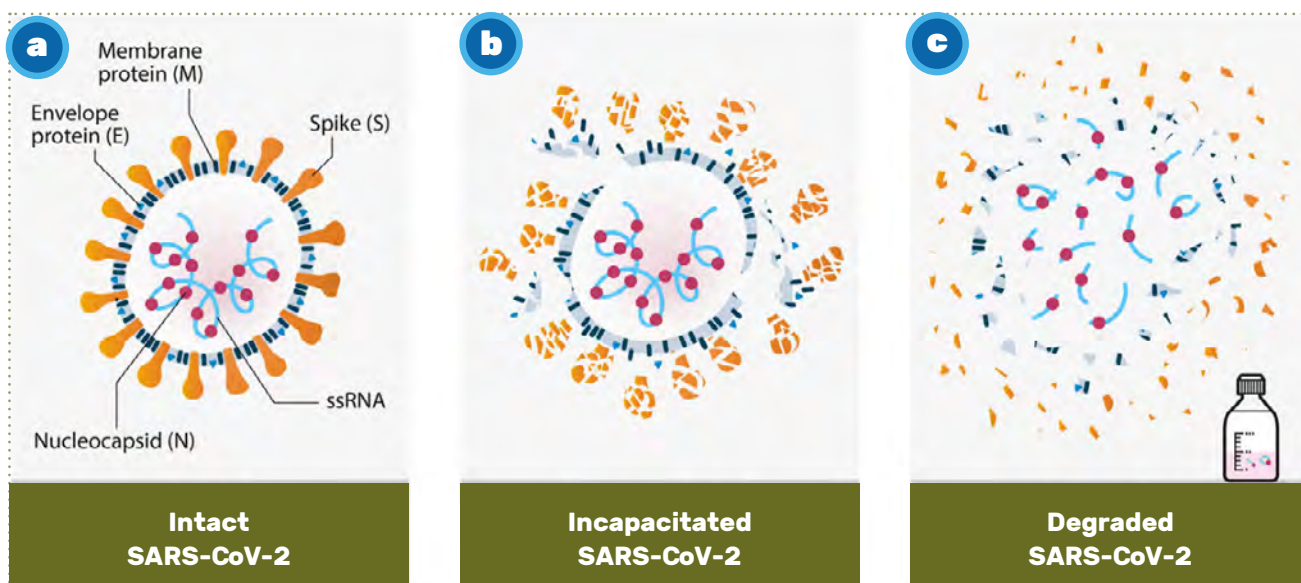 a
Membrane
protein (M)
Envelope
protein (E)
Spike (S)
ssRNA
Nucleocapsid (N)
Intact
SARS-CoV-2
b
Incapacitated
SARS-CoV-2
c
Degraded
SARS-CoV-2